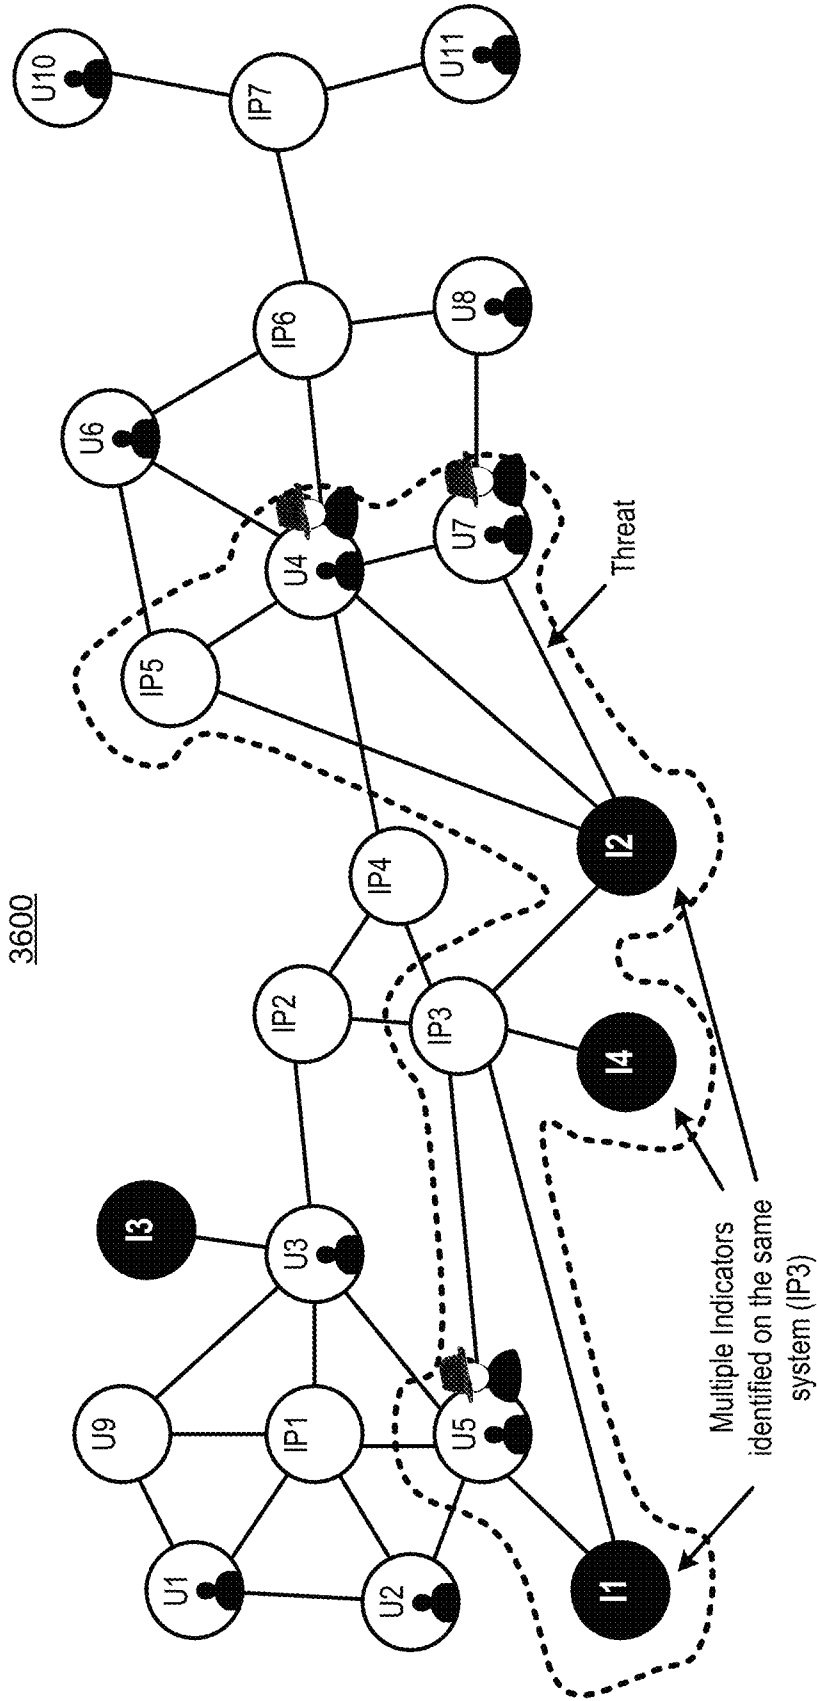 3600
U10
U6
U9
I3
IP5
U1
IP7
IP2
IP6
IP1
U3
U4
U2
IP4
U5
IP3
U7
U8
U11
I1
I4
I2
Threat
Multiple Indicators
identified on the same
system (IP3)